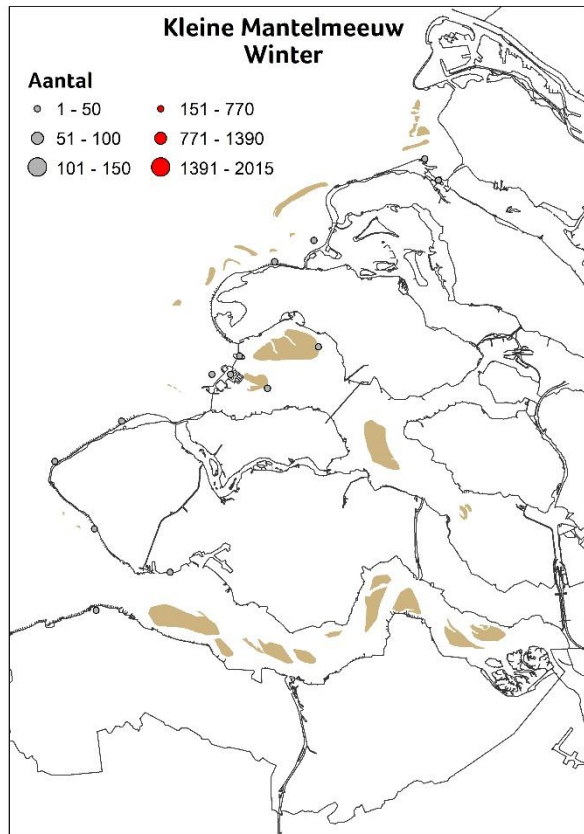 Kleine Mantelmeeuw
Winter
Aantal
1 - 50
151 - 770
51 - 100
771 - 1390
101 - 150
1391 - 2015